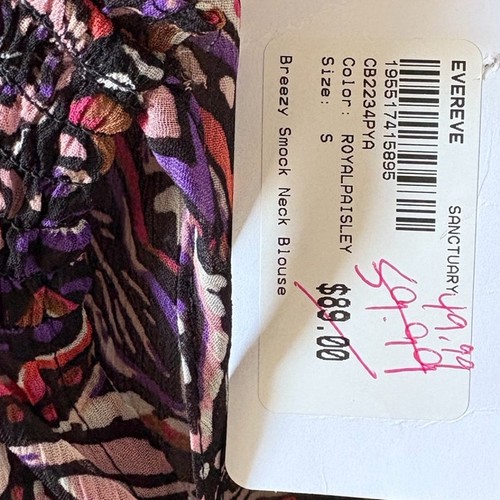 EVEREVE SANCTUARY
195517415895
CB2234PYA
Color: ROYALPAISLEY
Size: S
$89.00
Breezy Smock Neck Blouse
59.99
49.99